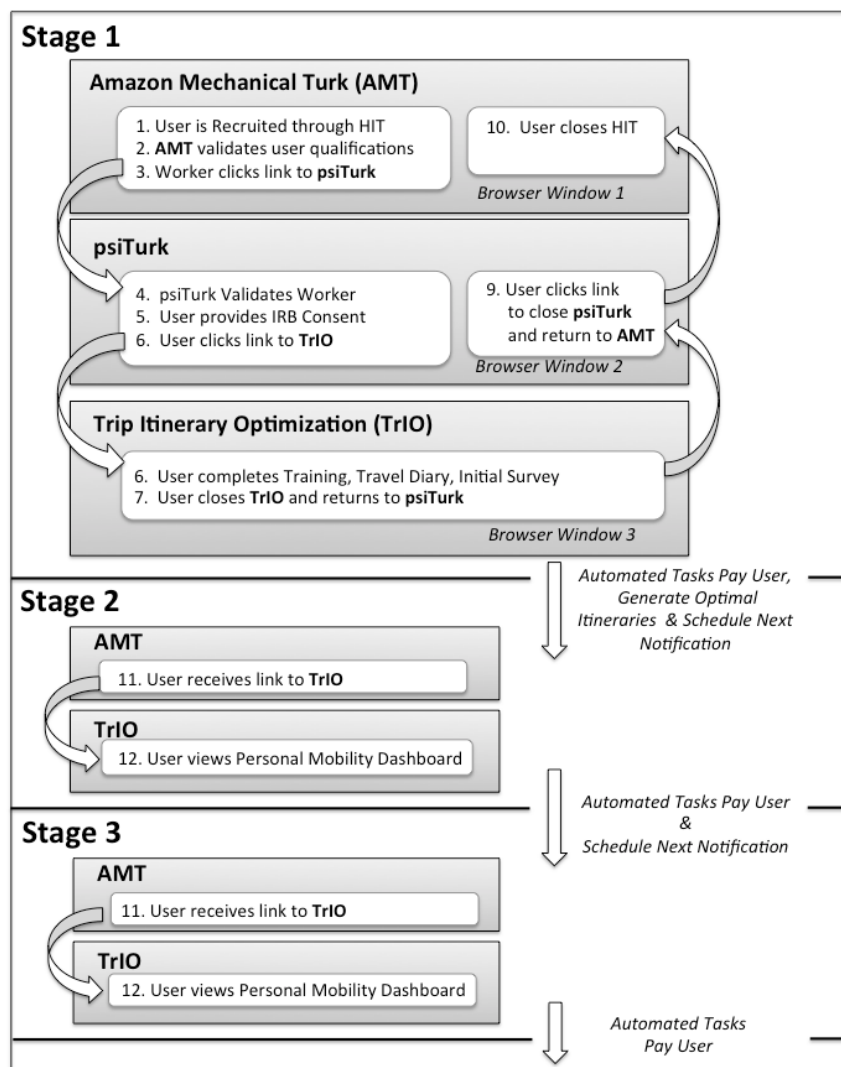 Stage 1
Amazon Mechanical Turk (AMT)
1. User is Recruited through HIT
2. AMT validates user qualifications
3. Worker clicks link to psiTurk
10. User closes HIT
Browser Window 1
psiTurk
4. psiTurk Validates Worker
5. User provides IRB Consent
6. User clicks link to TrIO
9. User clicks link
to close psiTurk
and return to AMT
Browser Window 2
Trip Itinerary Optimization (TrIO)
6. User completes Training, Travel Diary, Initial Survey
7. User closes TrIO and returns to psiTurk
Browser Window 3
Automated Tasks Pay User,
Generate Optimal
Itineraries & Schedule Next
Notification
Stage 2
AMT
11. User receives link to TrIO
TrIO
12. User views Personal Mobility Dashboard
Automated Tasks Pay User
&
Schedule Next Notification
Stage 3
AMT
11. User receives link to TrIO
TrIO
12. User views Personal Mobility Dashboard
Automated Tasks
Pay User